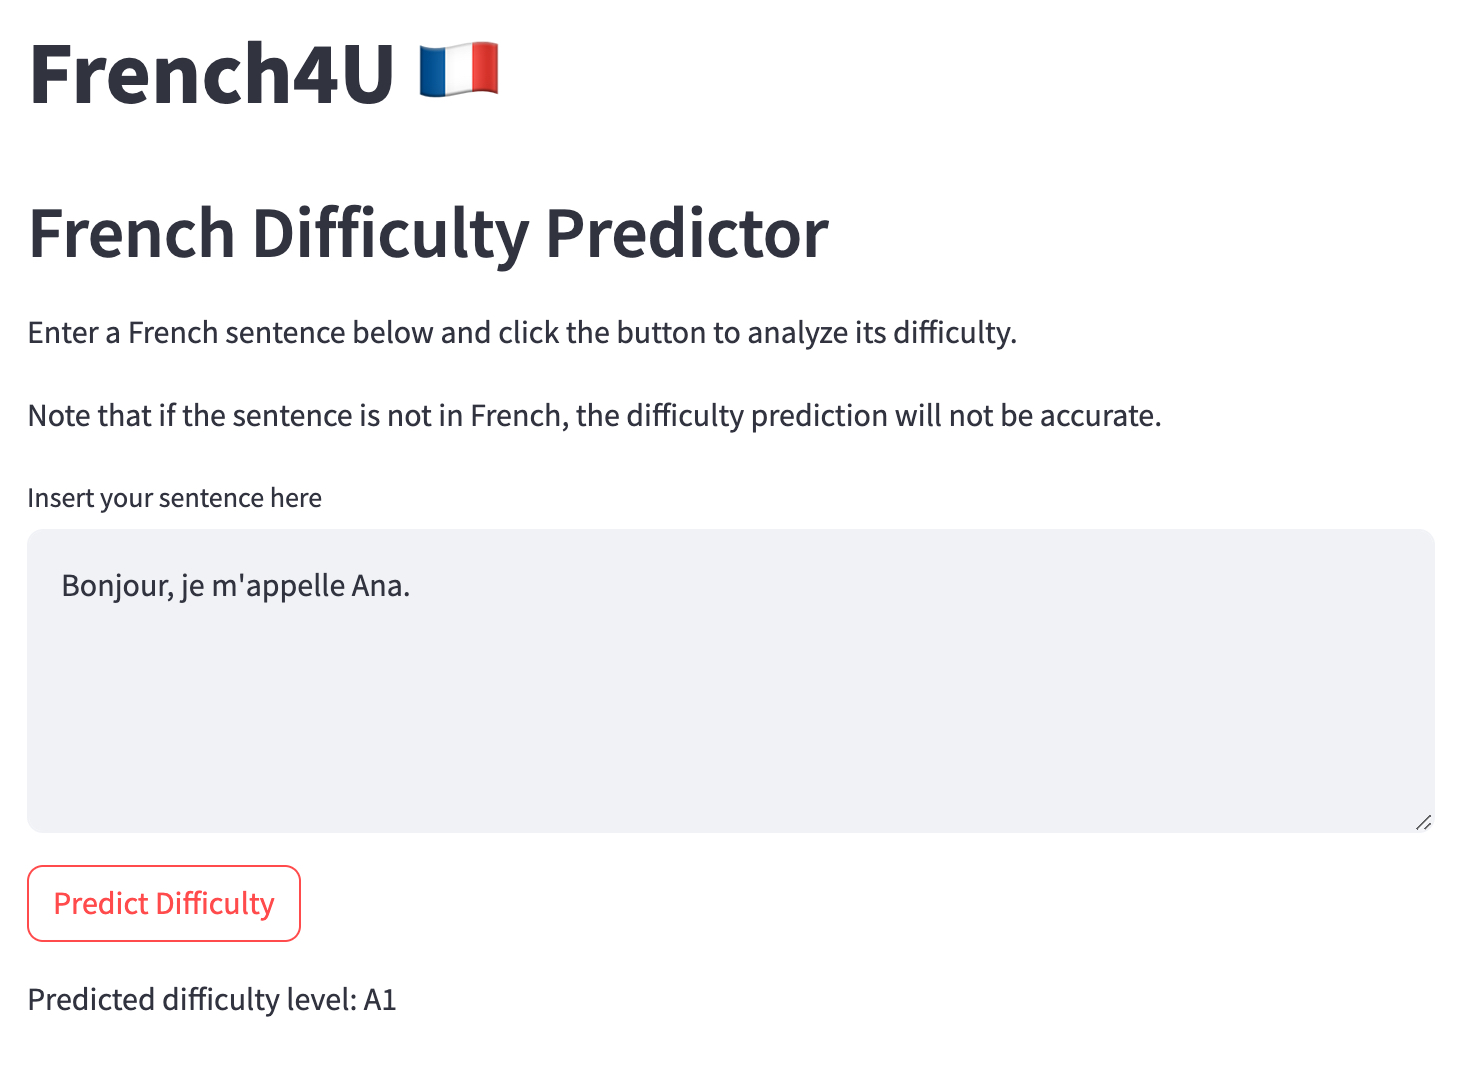 French4U 🇫🇷
French Difficulty Predictor
Enter a French sentence below and click the button to analyze its difficulty.
Note that if the sentence is not in French, the difficulty prediction will not be accurate.
Insert your sentence here
Bonjour, je m'appelle Ana.
Predict Difficulty
Predicted difficulty level: A1